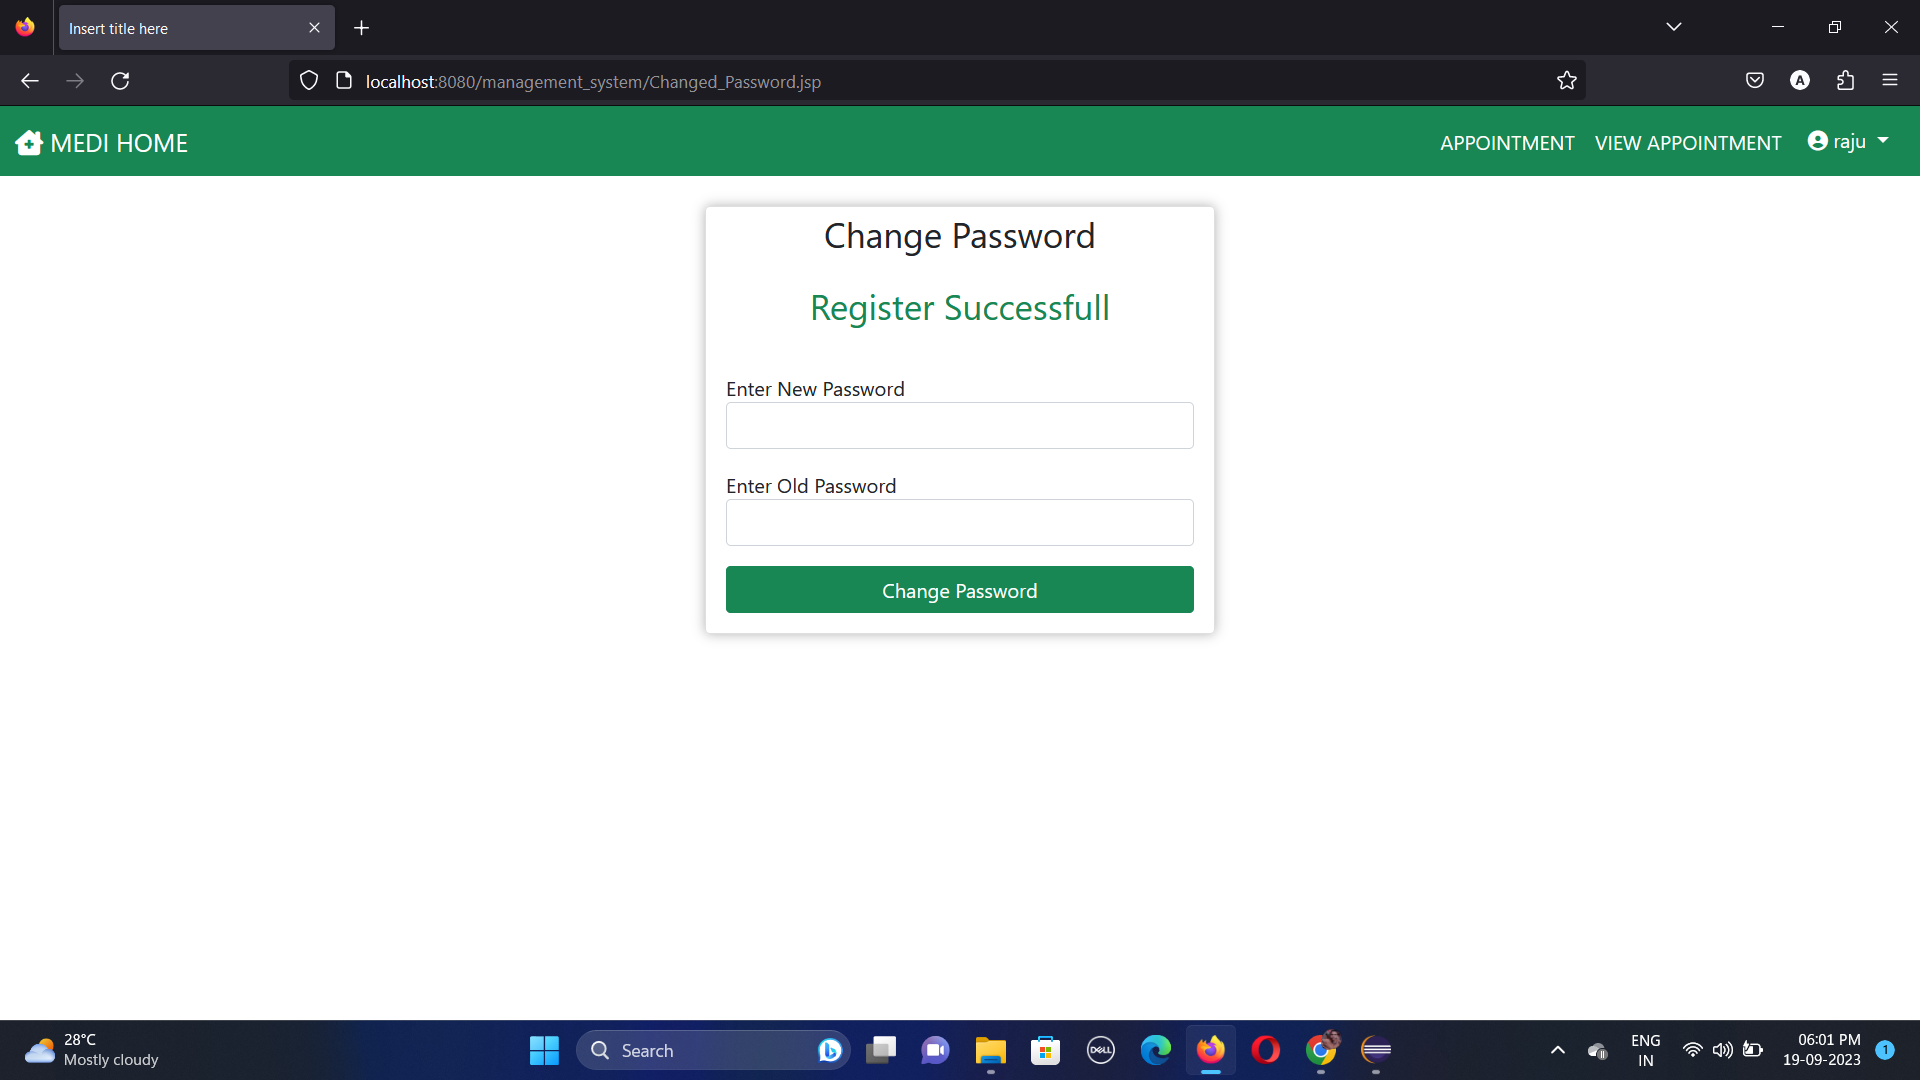 Insert title here
localhost:8080/management_system/Changed_Password.jsp
A
MEDI HOME
APPOINTMENT VIEW APPOINTMENT raju
Change Password
Register Successfull
Enter New Password
Enter Old Password
Change Password
28°C
Mostly cloudy
Search
DELL
ENG
IN
06:01 PM
19-09-2023
1